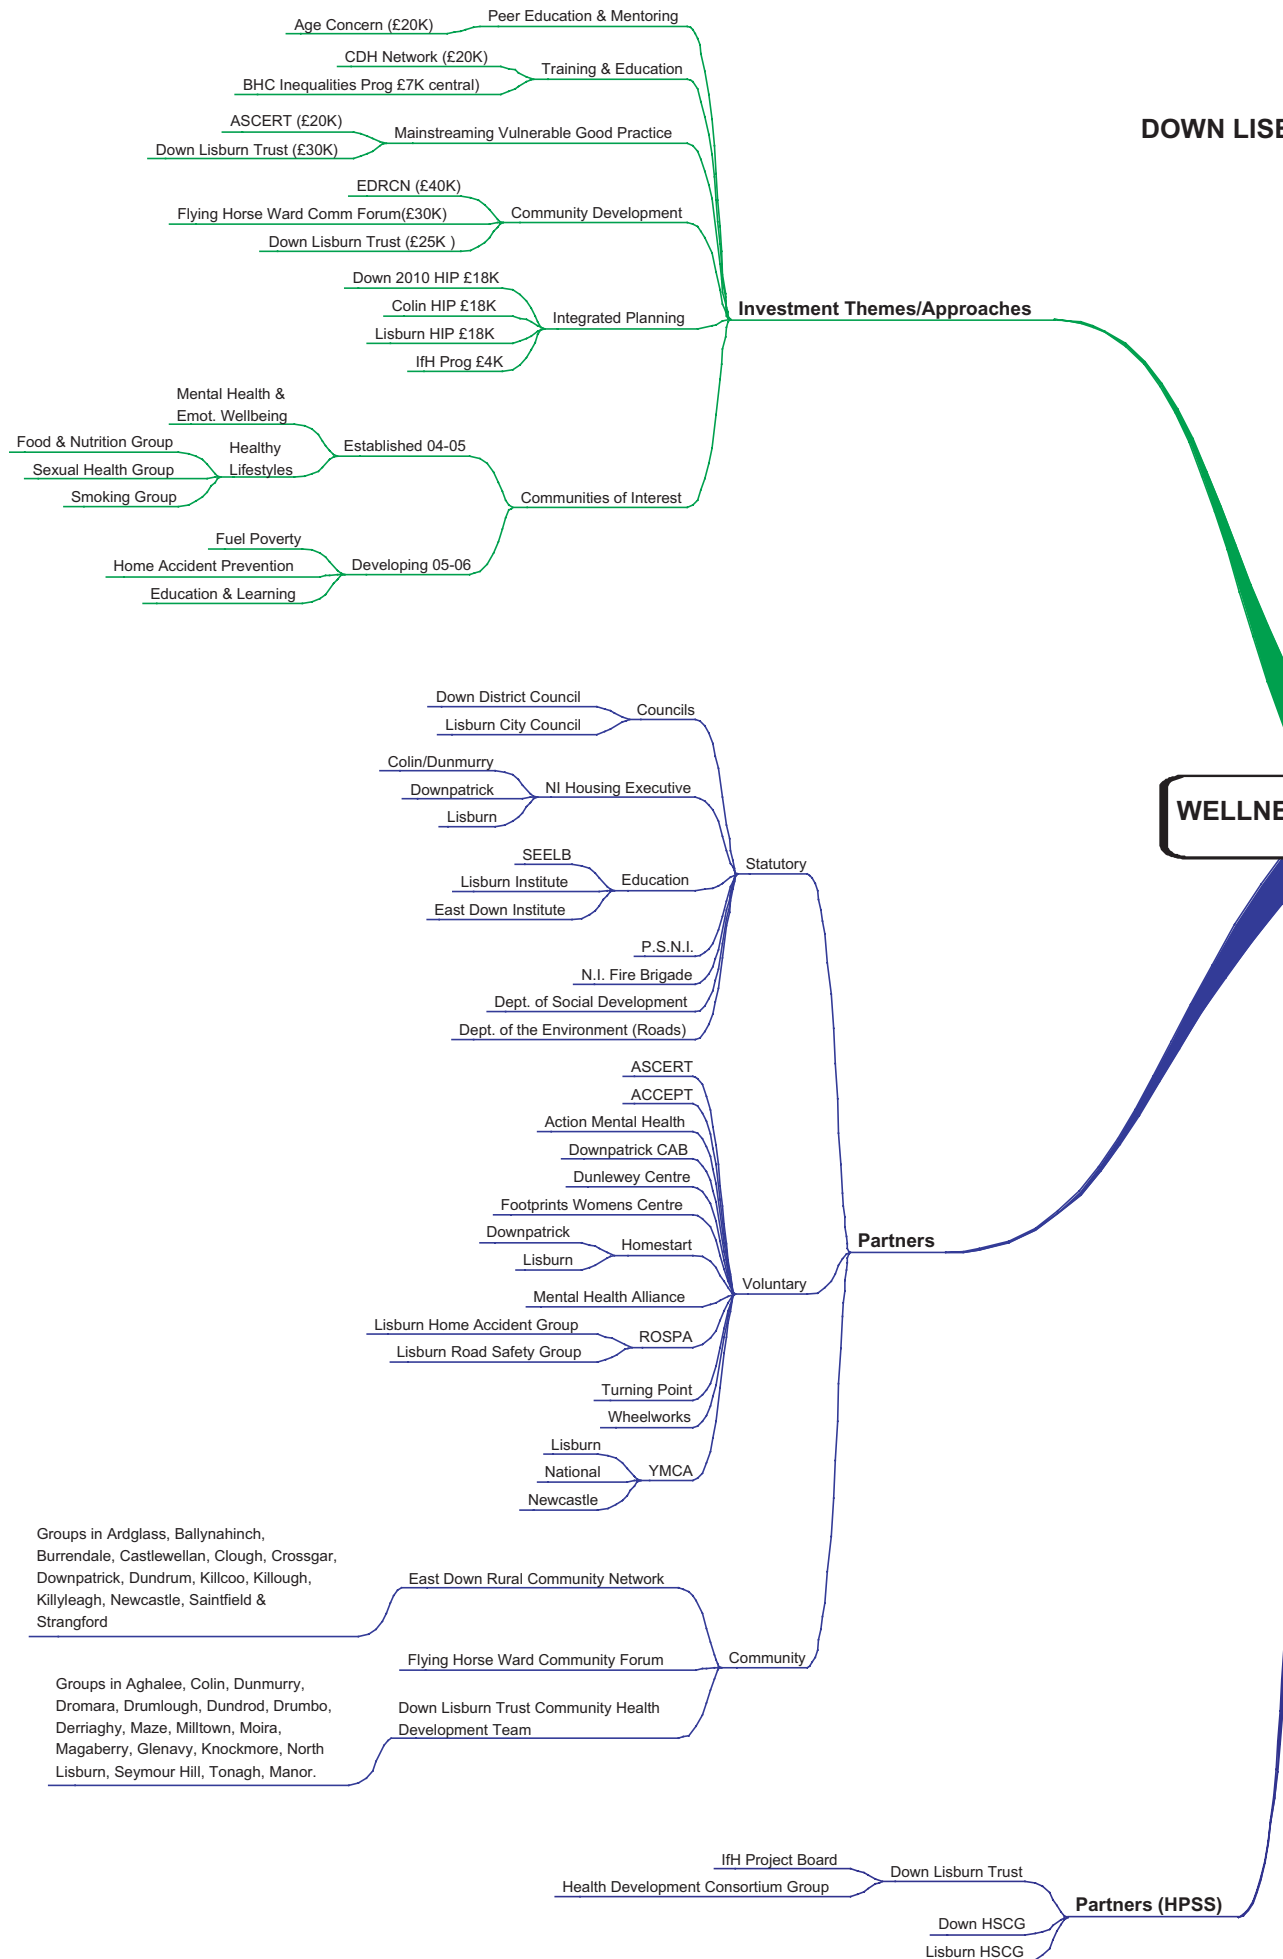 Peer Education & Mentoring
Age Concern (£20K)
CDH Network (£20K)
Training & Education
BHC Inequalities Prog £7K central)
DOWN LISB
ASCERT (£20K)
Mainstreaming Vulnerable Good Practice
Down Lisburn Trust (£30K)
EDRCN (£40K)
Flying Horse Ward Comm Forum(£30K)
Community Development
Down Lisburn Trust (£25K )
Down 2010 HIP £18K
Colin HIP £18K
Integrated Planning
Investment Themes/Approaches
Lisburn HIP £18K
IfH Prog £4K
Mental Health &
Emot. Wellbeing
Food & Nutrition Group
Healthy
Lifestyles
Established 04-05
Sexual Health Group
Smoking Group
Communities of Interest
Fuel Poverty
Home Accident Prevention
Developing 05-06
Education & Learning
Down District Council
Councils
Lisburn City Council
Colin/Dunmurry
Downpatrick
NI Housing Executive
Lisburn
WELLNE
SEELB
Statutory
Lisburn Institute
Education
East Down Institute
P.S.N.I.
N.I. Fire Brigade
Dept. of Social Development
Dept. of the Environment (Roads)
ASCERT
ACCEPT
Action Mental Health
Downpatrick CAB
Dunlewey Centre
Footprints Womens Centre
Downpatrick
Homestart
Lisburn
Partners
Voluntary
Mental Health Alliance
Lisburn Home Accident Group
ROSPA
Lisburn Road Safety Group
Turning Point
Wheelworks
Lisburn
National
YMCA
Newcastle
Groups in Ardglass, Ballynahinch,
Burrendale, Castlewellan, Clough, Crossgar,
Downpatrick, Dundrum, Killcoo, Killough,
Killyleagh, Newcastle, Saintfield &
Strangford
East Down Rural Community Network
Flying Horse Ward Community Forum
Community
Groups in Aghalee, Colin, Dunmurry,
Dromara, Drumlough, Dundrod, Drumbo,
Derriaghy, Maze, Milltown, Moira,
Magaberry, Glenavy, Knockmore, North
Lisburn, Seymour Hill, Tonagh, Manor.
Down Lisburn Trust Community Health
Development Team
IfH Project Board
Down Lisburn Trust
Health Development Consortium Group
Partners (HPSS)
Down HSCG
Lisburn HSCG